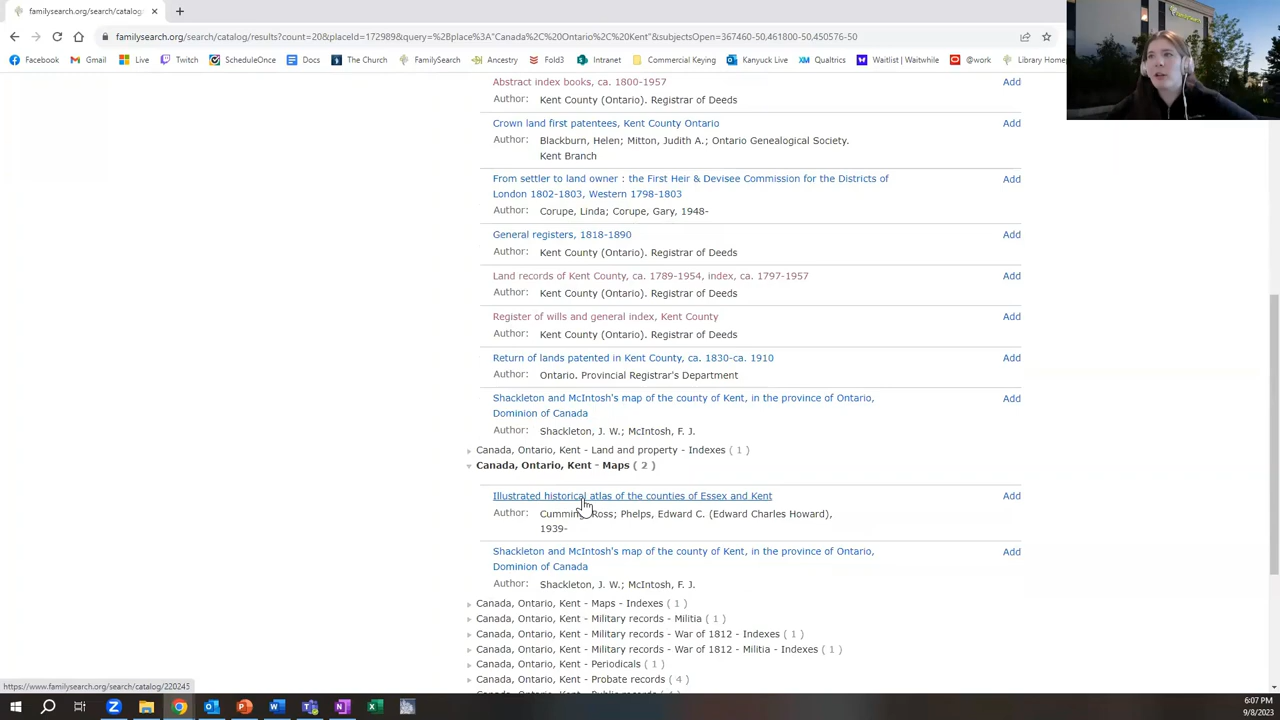 familysearch.org/search/catalog/
familysearch.org/search/catalog/results?count=20&placeId=172989&query=%2Bplace%3A"Canada%2C%20Ontario%2C%20Kent"&subjectsOpen=367460-50,461800-50,450576-50
Facebook Gmail Live Twitch ScheduleOnce Docs The Church FamilySearch Ancestry Fold3 Intranet Commercial Keying Kanyuck Live Qualtrics Waitlist | Waitwhile @work Library Home
Abstract index books, ca. 1800-1957 Add
Author: Kent County (Ontario). Registrar of Deeds
Crown land first patentees, Kent County Ontario Add
Author: Blackburn, Helen; Mitton, Judith A.; Ontario Genealogical Society.
Kent Branch
From settler to land owner : the First Heir & Devisee Commission for the Districts of Add
London 1802-1803, Western 1798-1803
Author: Corupe, Linda; Corupe, Gary, 1948-
General registers, 1818-1890 Add
Author: Kent County (Ontario). Registrar of Deeds
Land records of Kent County, ca. 1789-1954, index, ca. 1797-1957 Add
Author: Kent County (Ontario). Registrar of Deeds
Register of wills and general index, Kent County Add
Author: Kent County (Ontario). Registrar of Deeds
Return of lands patented in Kent County, ca. 1830-ca. 1910 Add
Author: Ontario. Provincial Registrar's Department
Shackleton and McIntosh's map of the county of Kent, in the province of Ontario, Add
Dominion of Canada
Author: Shackleton, J. W.; McIntosh, F. J.
Canada, Ontario, Kent - Land and property - Indexes ( 1 )
Canada, Ontario, Kent - Maps ( 2 )
Illustrated historical atlas of the counties of Essex and Kent Add
Author: Cumming, Ross; Phelps, Edward C. (Edward Charles Howard),
1939-
Shackleton and McIntosh's map of the county of Kent, in the province of Ontario, Add
Dominion of Canada
Author: Shackleton, J. W.; McIntosh, F. J.
Canada, Ontario, Kent - Maps - Indexes ( 1 )
Canada, Ontario, Kent - Military records - Militia ( 1 )
Canada, Ontario, Kent - Military records - War of 1812 - Indexes ( 1 )
Canada, Ontario, Kent - Military records - War of 1812 - Militia - Indexes ( 1 )
Canada, Ontario, Kent - Periodicals ( 1 )
Canada, Ontario, Kent - Probate records ( 4 )
https://www.familysearch.org/search/catalog/220245
6:07 PM
9/8/2023